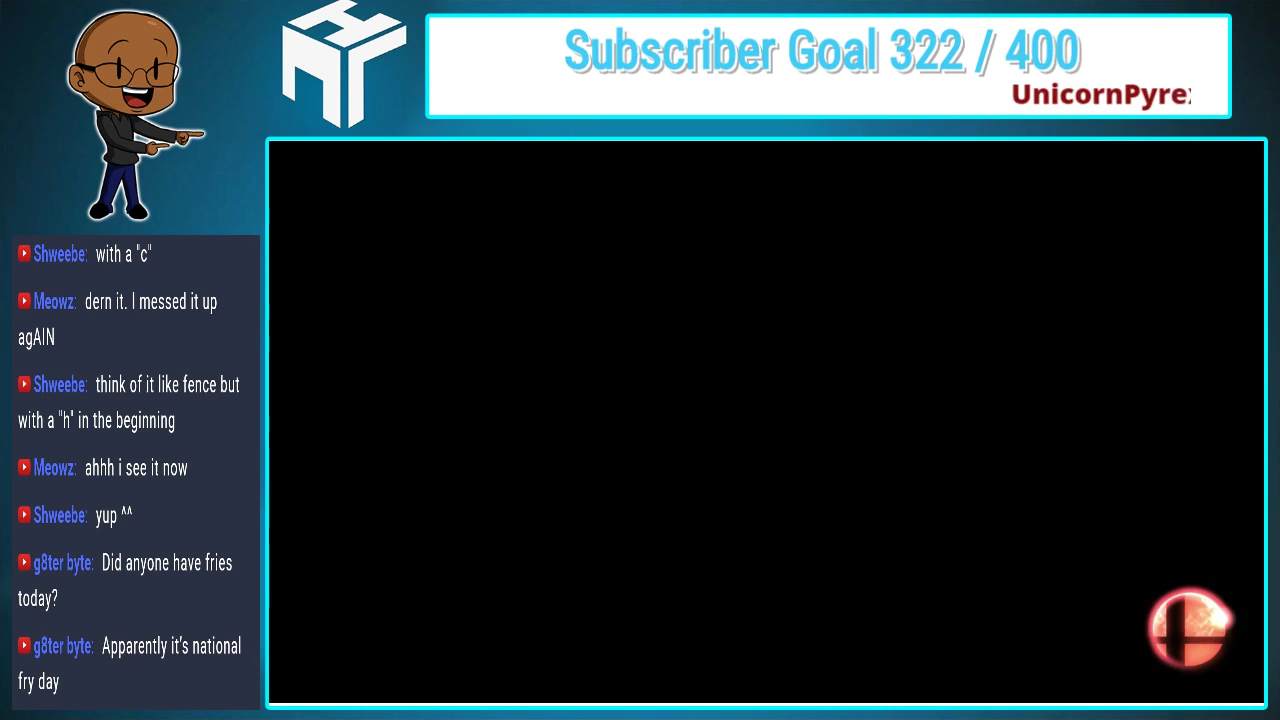 Subscriber Goal 322 / 400
UnicornPyre
Shweebe: with a "c"
Meowz: dern it. I messed it up
agAIN
Shweebe: think of it like fence but
with a "h" in the beginning
Meowz: ahhh i see it now
Shweebe: yup ^^
g8ter byte: Did anyone have fries
today?
g8ter byte: Apparently it's national
fry day